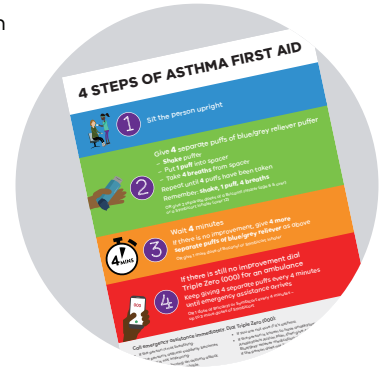 n
4 STEPS OF ASTHMA FIRST AID
1
Sit the person upright
2
Give 4 separate puffs of blue/grey reliever puffer
- Shake puffer
- Put 1 puff into spacer
- Take 4 breaths from spacer
Repeat until 4 puffs have been taken
Remember: shake, 1 puff, 4 breaths
3
4 MINS
Wait 4 minutes
If there is no improvement, give 4 more
separate puffs of blue/grey reliever as above
4
000
If there is still no improvement dial
Triple Zero (000) for an ambulance
Keep giving 4 separate puffs every 4 minutes
until emergency assistance arrives
Call emergency assistance immediately. Dial Triple Zero (000)